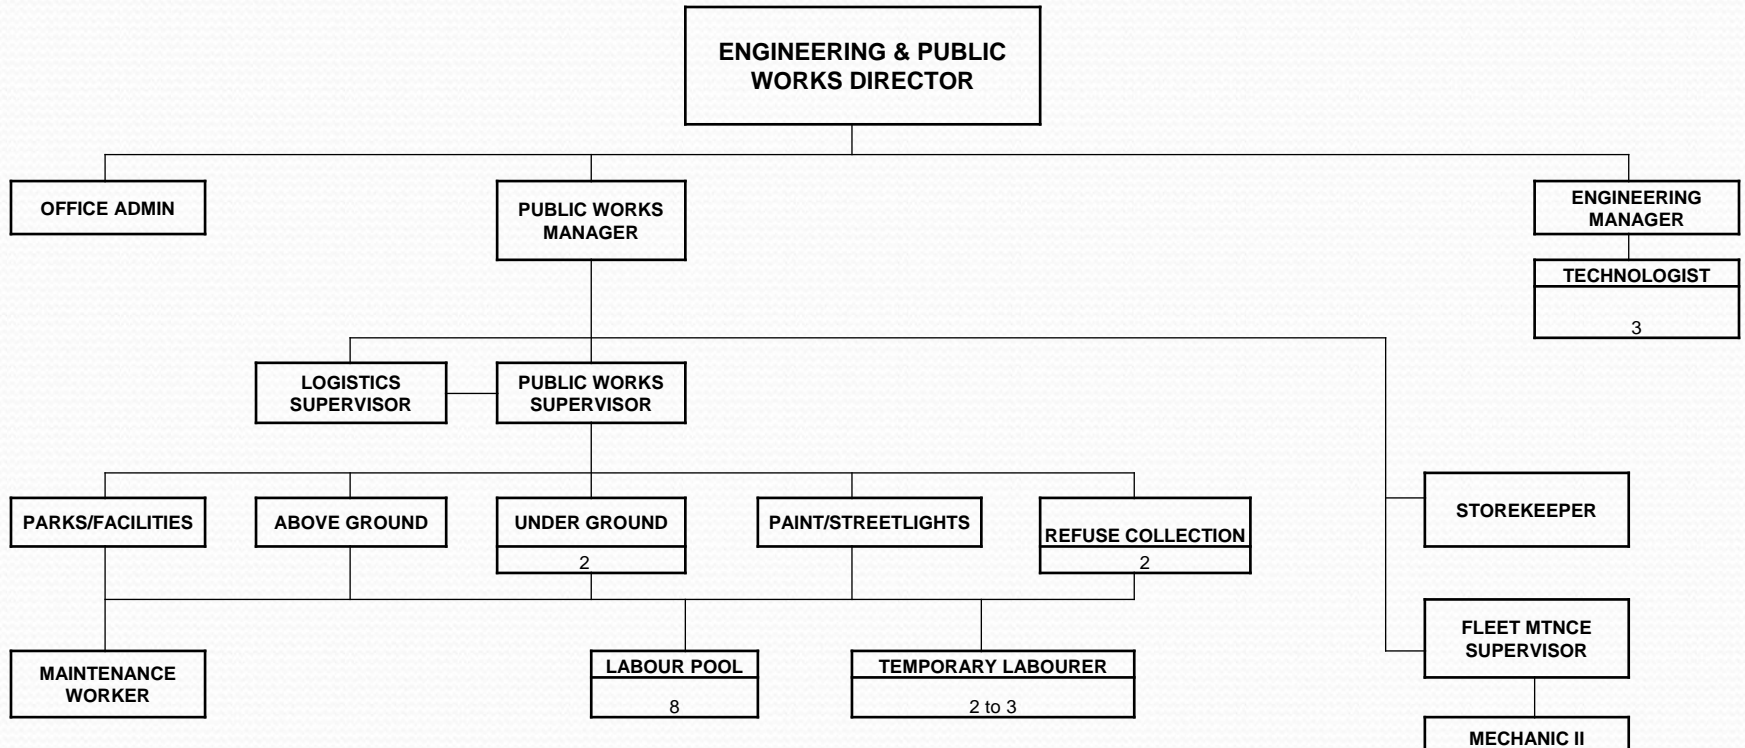 ENGINEERING & PUBLIC
WORKS DIRECTOR
OFFICE ADMIN
PUBLIC WORKS
MANAGER
ENGINEERING
MANAGER
TECHNOLOGIST
3
LOGISTICS
SUPERVISOR
PUBLIC WORKS
SUPERVISOR
PARKS/FACILITIES
ABOVE GROUND
UNDER GROUND
2
PAINT/STREETLIGHTS
REFUSE COLLECTION
2
STOREKEEPER
MAINTENANCE
WORKER
LABOUR POOL
8
TEMPORARY LABOURER
2 to 3
FLEET MTNCE
SUPERVISOR
MECHANIC II